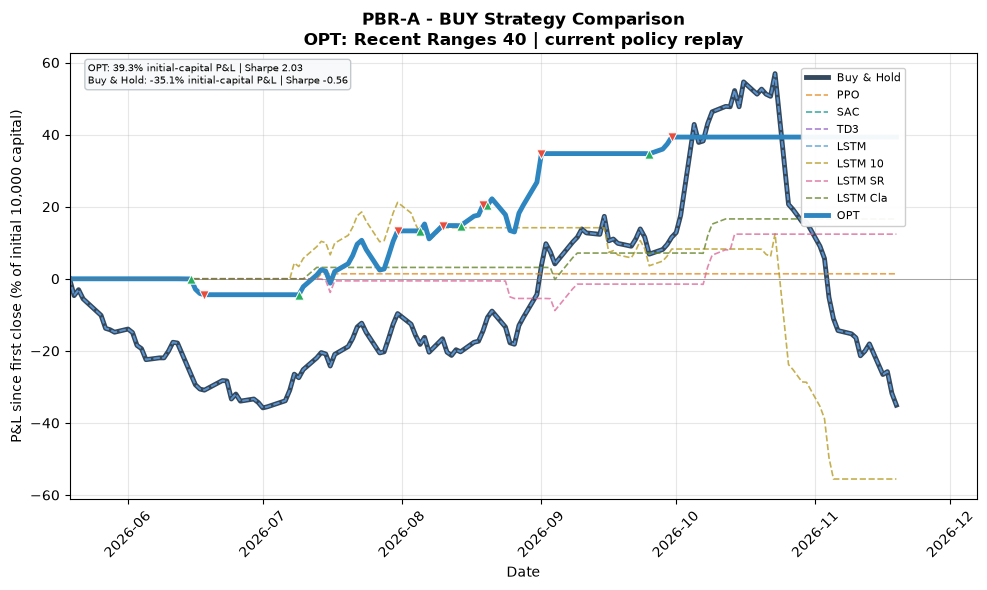 PBR-A - BUY Strategy Comparison
OPT: Recent Ranges 40 | current policy replay
OPT: 39.3% initial-capital P&L | Sharpe 2.03
Buy & Hold: -35.1% initial-capital P&L | Sharpe -0.56
Buy & Hold
PPO
SAC
TD3
LSTM
LSTM 10
LSTM SR
LSTM Cla
OPT
P&L since first close (% of initial 10,000 capital)
60
40
20
0
−20
−40
−60
2026-06
2026-07
2026-08
2026-09
2026-10
2026-11
2026-12
Date